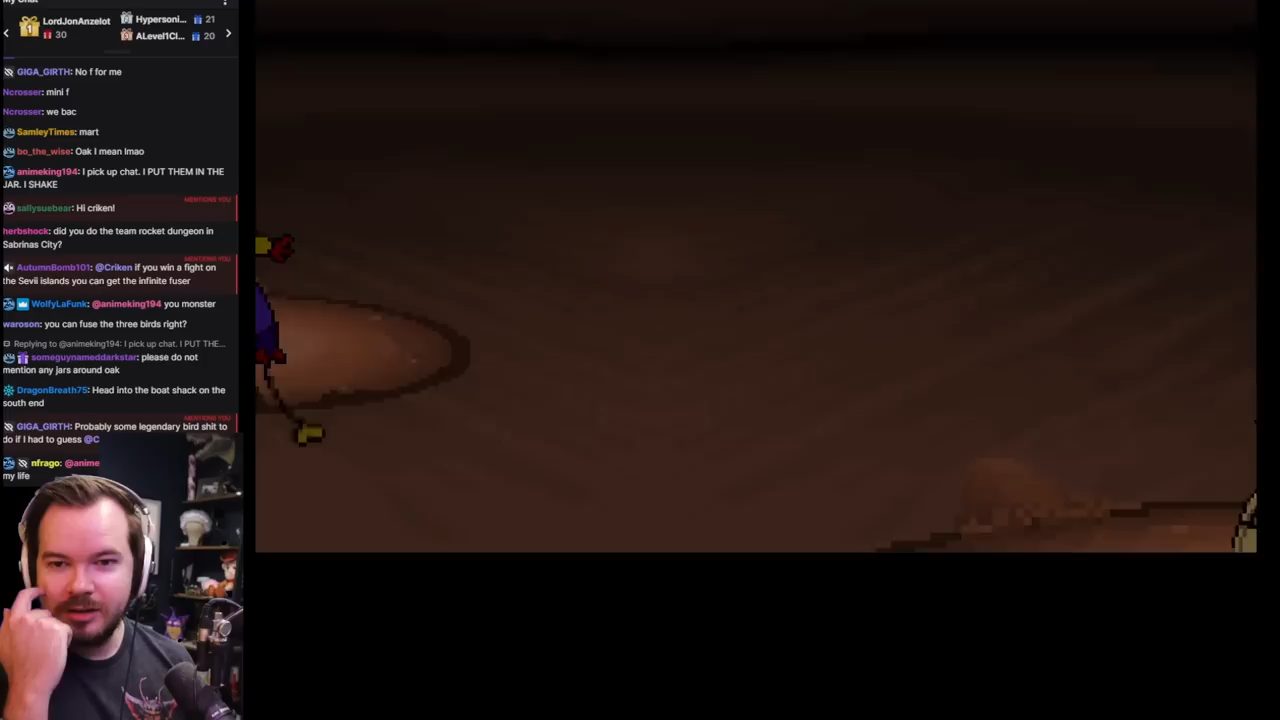 My Chat
LordJonAnzelot
30
Hypersoni... 21
ALevel1Cl... 20
GIGA_GIRTH: No f for me
Ncrosser: mini f
Ncrosser: we bac
SamleyTimes: mart
bo_the_wise: Oak I mean lmao
animeking194: I pick up chat. I PUT THEM IN THE
JAR. I SHAKE
MENTIONS YOU
sallysuebear: Hi criken!
herbshock: did you do the team rocket dungeon in
Sabrinas City?
MENTIONS YOU
AutumnBomb101: @Criken if you win a fight on
the Sevii islands you can get the infinite fuser
WolfyLaFunk: @animeking194 you monster
waroson: you can fuse the three birds right?
Replying to @animeking194: I pick up chat. I PUT THE...
someguynameddarkstar: please do not
mention any jars around oak
DragonBreath75: Head into the boat shack on the
south end
MENTIONS YOU
GIGA_GIRTH: Probably some legendary bird shit to
do if I had to guess @C
nfrago: @anime
my life